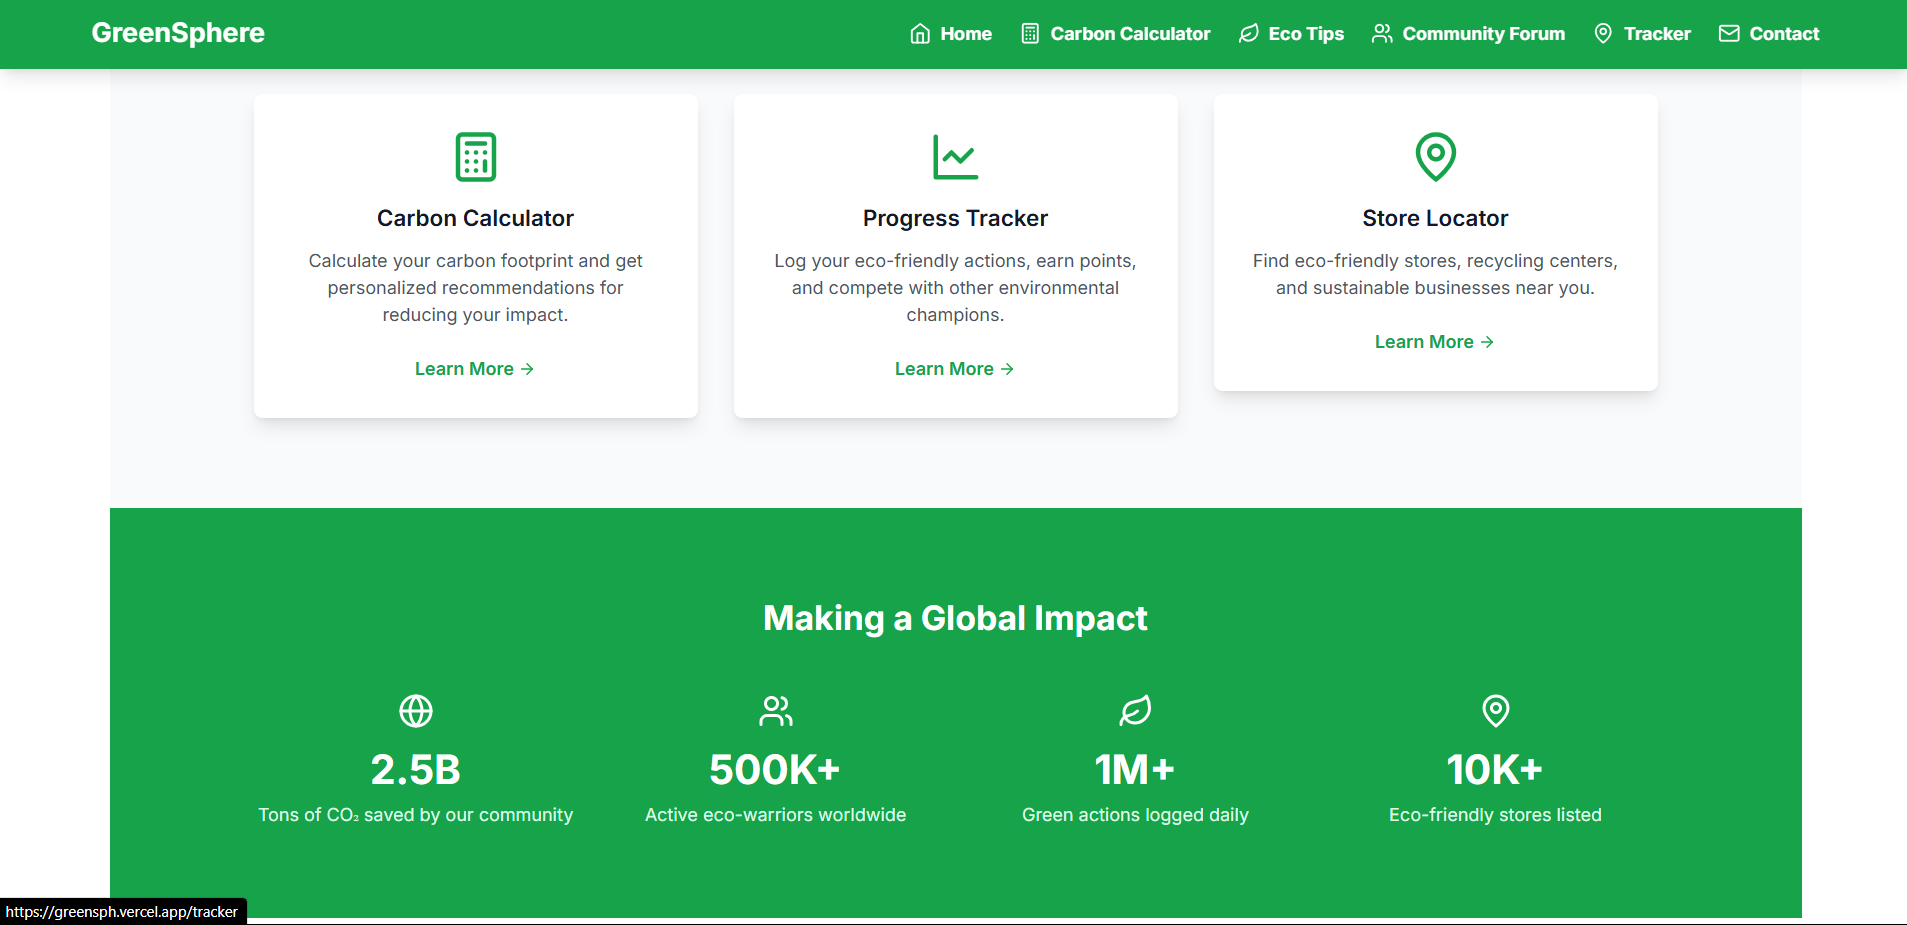 GreenSphere
Home
Carbon Calculator
Eco Tips
Community Forum
Tracker
Contact
Carbon Calculator
Calculate your carbon footprint and get
personalized recommendations for
reducing your impact.
Learn More →
Progress Tracker
Log your eco-friendly actions, earn points,
and compete with other environmental
champions.
Learn More →
Store Locator
Find eco-friendly stores, recycling centers,
and sustainable businesses near you.
Learn More →
Making a Global Impact
2.5B
Tons of CO₂ saved by our community
500K+
Active eco-warriors worldwide
1M+
Green actions logged daily
10K+
Eco-friendly stores listed
https://greensph.vercel.app/tracker